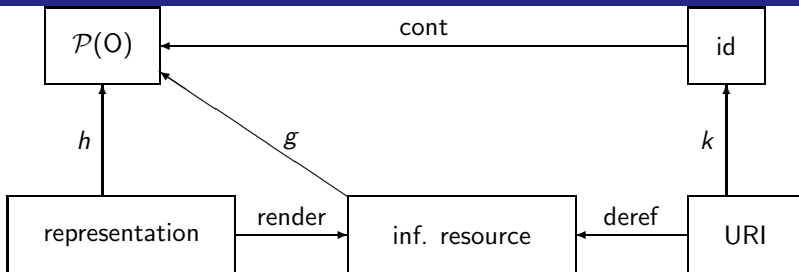 cont
𝒫(O)
id
h
g
k
render
deref
representation
inf. resource
URI